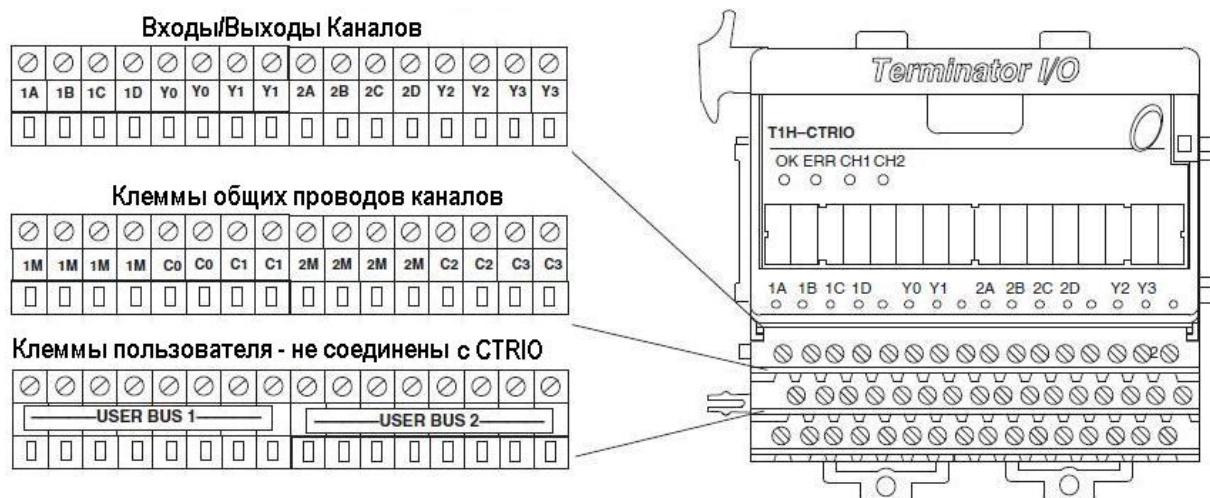 Входы/Выходы Каналов
1A 1B 1C 1D Y0 Y0 Y1 Y1 2A 2B 2C 2D Y2 Y2 Y3 Y3
Клеммы общих проводов каналов
1M 1M 1M 1M C0 C0 C1 C1 2M 2M 2M 2M C2 C2 C3 C3
Клеммы пользователя - не соединены с CTRIO
USER BUS 1 USER BUS 2
Terminator I/O
T1H-CTRIO
OK ERR CH1 CH2
1A 1B 1C 1D Y0 Y1 2A 2B 2C 2D Y2 Y3
2